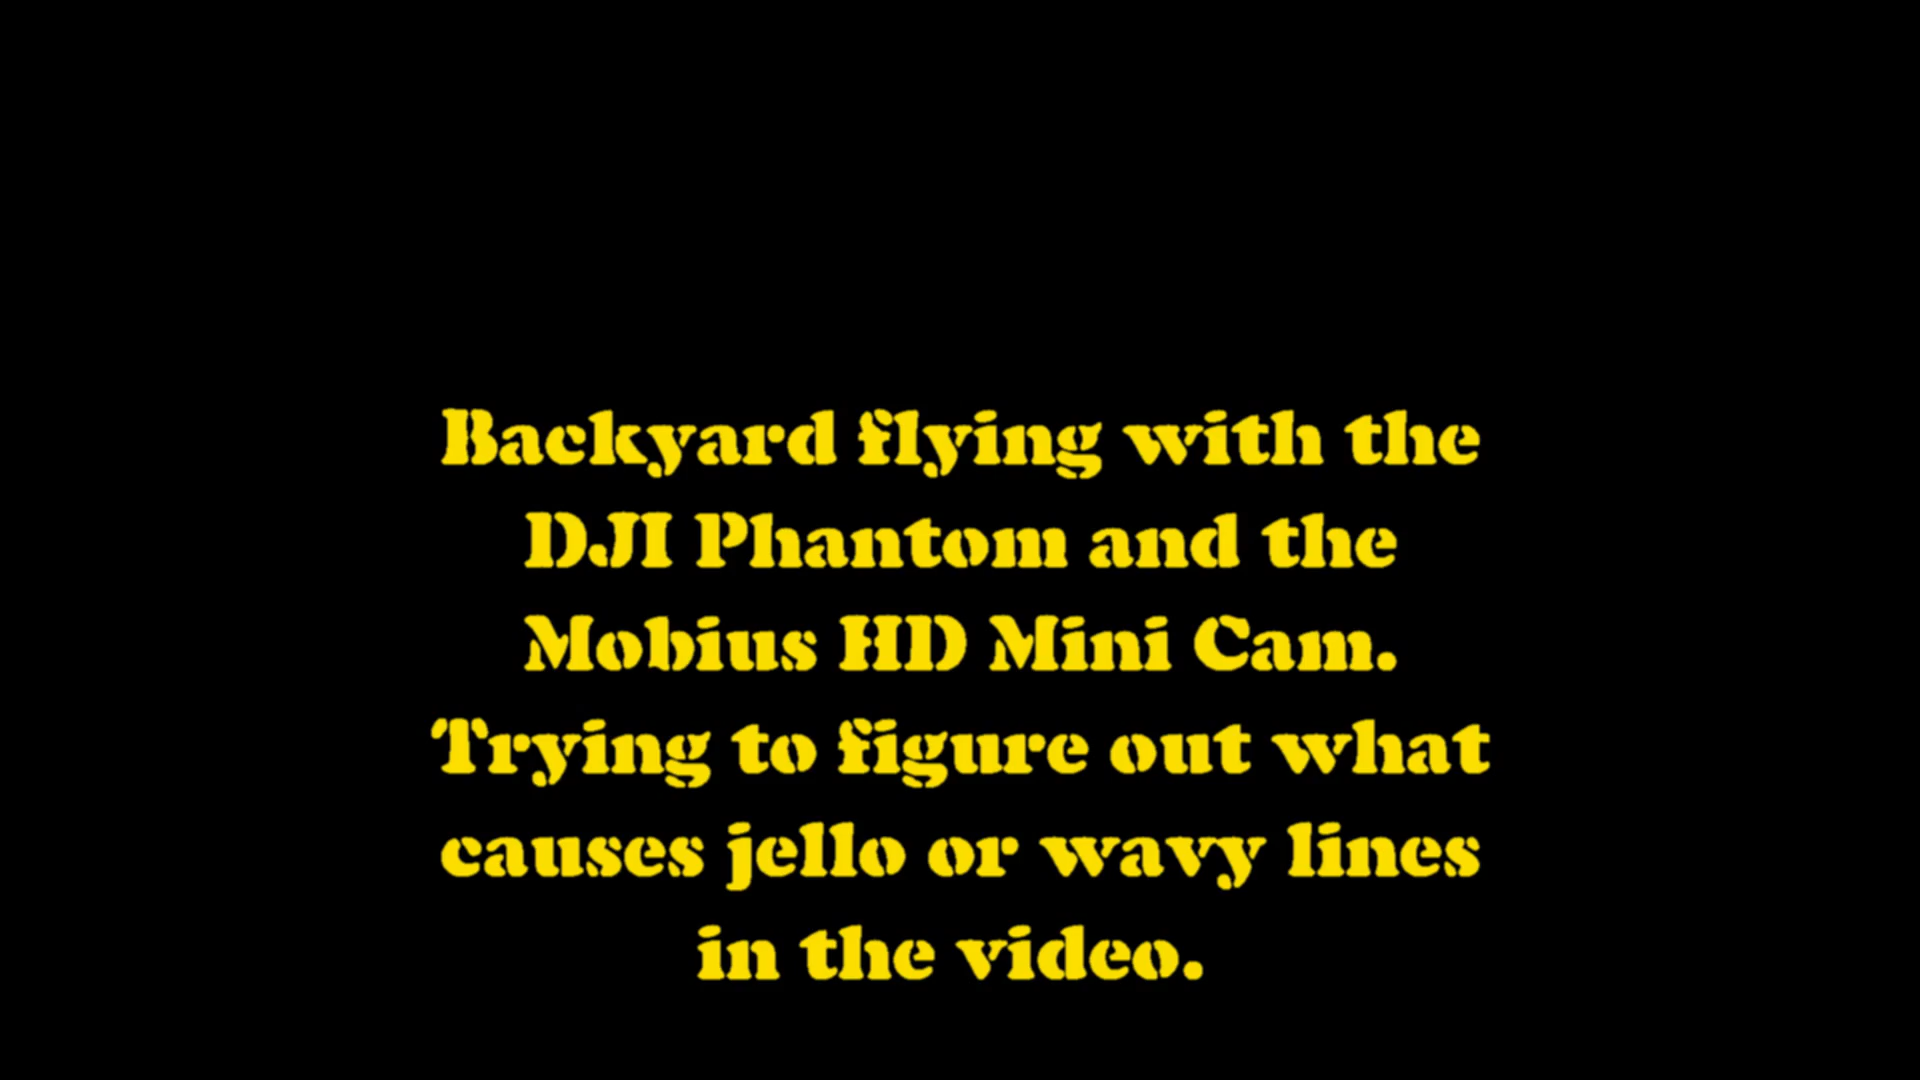 Backyard flying with the
DJI Phantom and the
Mobius HD Mini Cam.
Trying to figure out what
causes jello or wavy lines
in the video.